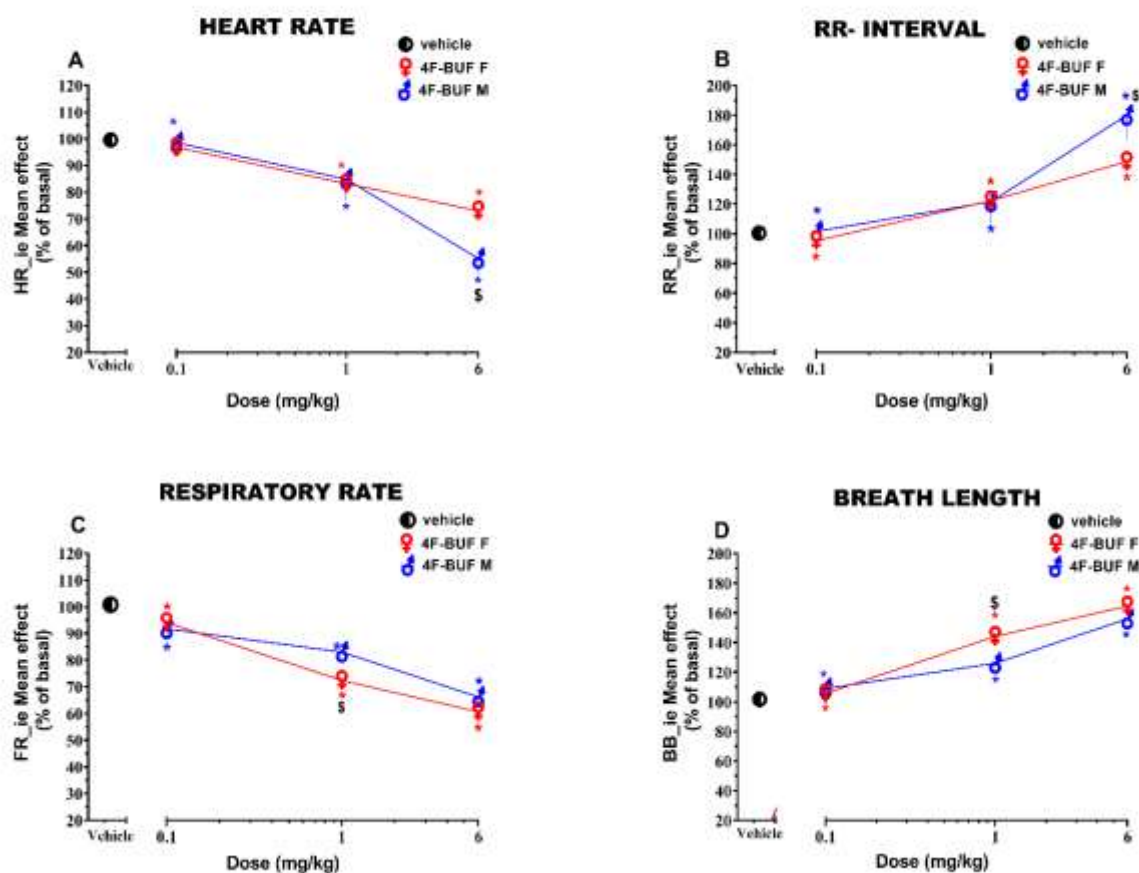 HEART RATE
A
vehicle
4F-BUF F
4F-BUF M
HR_ie Mean effect
(% of basal)
120
110
100
90
80
70
60
50
40
30
20
*
*
*
*
*
$
Vehicle
0.1
1
6
Dose (mg/kg)
RR- INTERVAL
B
vehicle
4F-BUF F
4F-BUF M
RR_ie Mean effect
(% of basal)
200
180
160
140
120
100
80
60
40
20
*
*
*
*
*$
*
Vehicle
0.1
1
6
Dose (mg/kg)
RESPIRATORY RATE
C
vehicle
4F-BUF F
4F-BUF M
FR_ie Mean effect
(% of basal)
120
110
100
90
80
70
60
50
40
30
20
*
*
*
*
$
*
*
Vehicle
0.1
1
6
Dose (mg/kg)
BREATH LENGTH
D
vehicle
4F-BUF F
4F-BUF M
BB_ie Mean effect
(% of basal)
200
180
160
140
120
100
80
60
40
20
*
*
$
*
*
*
*
Vehicle
0.1
1
6
Dose (mg/kg)